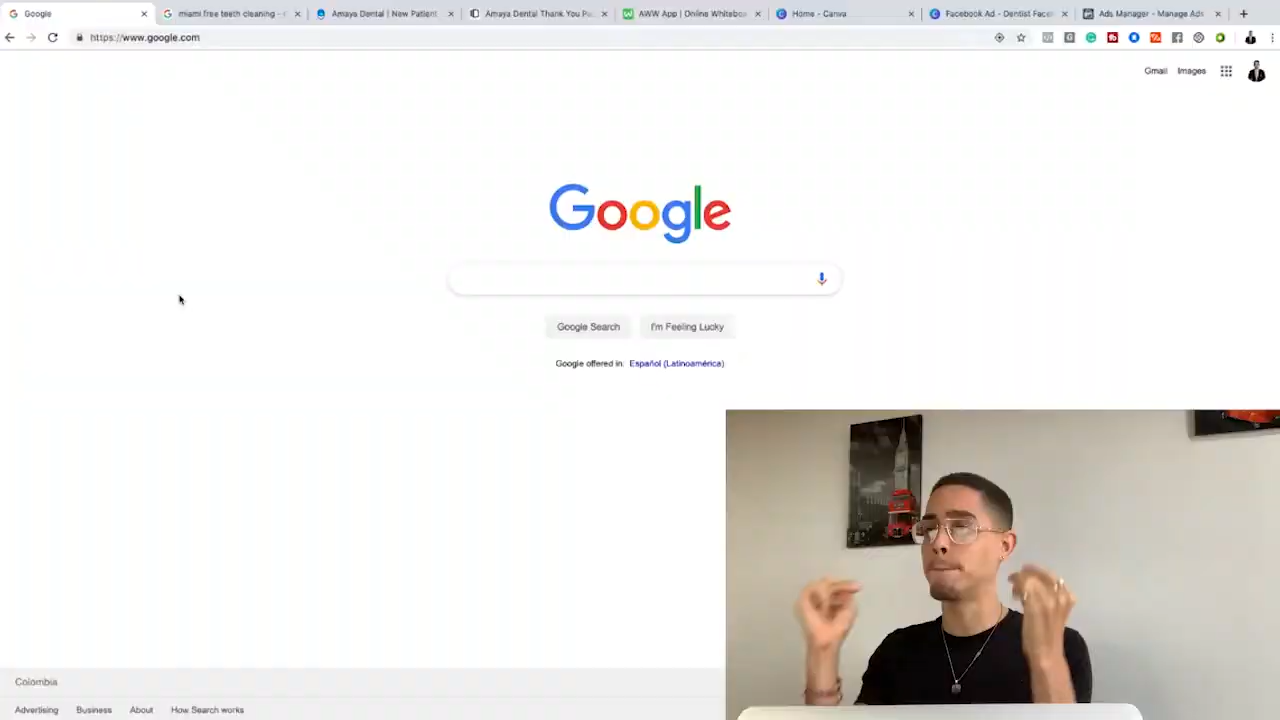 Google
miami free teeth cleaning -
Amaya Dental | New Patient
Amaya Dental Thank You Pa
AWW App | Online Whiteboa
Home - Canva
Facebook Ad - Dentist Face
Ads Manager - Manage Ads
https://www.google.com
Gmail Images
Google
Google Search I'm Feeling Lucky
Google offered in: Español (Latinoamérica)
Colombia
Advertising Business About How Search works